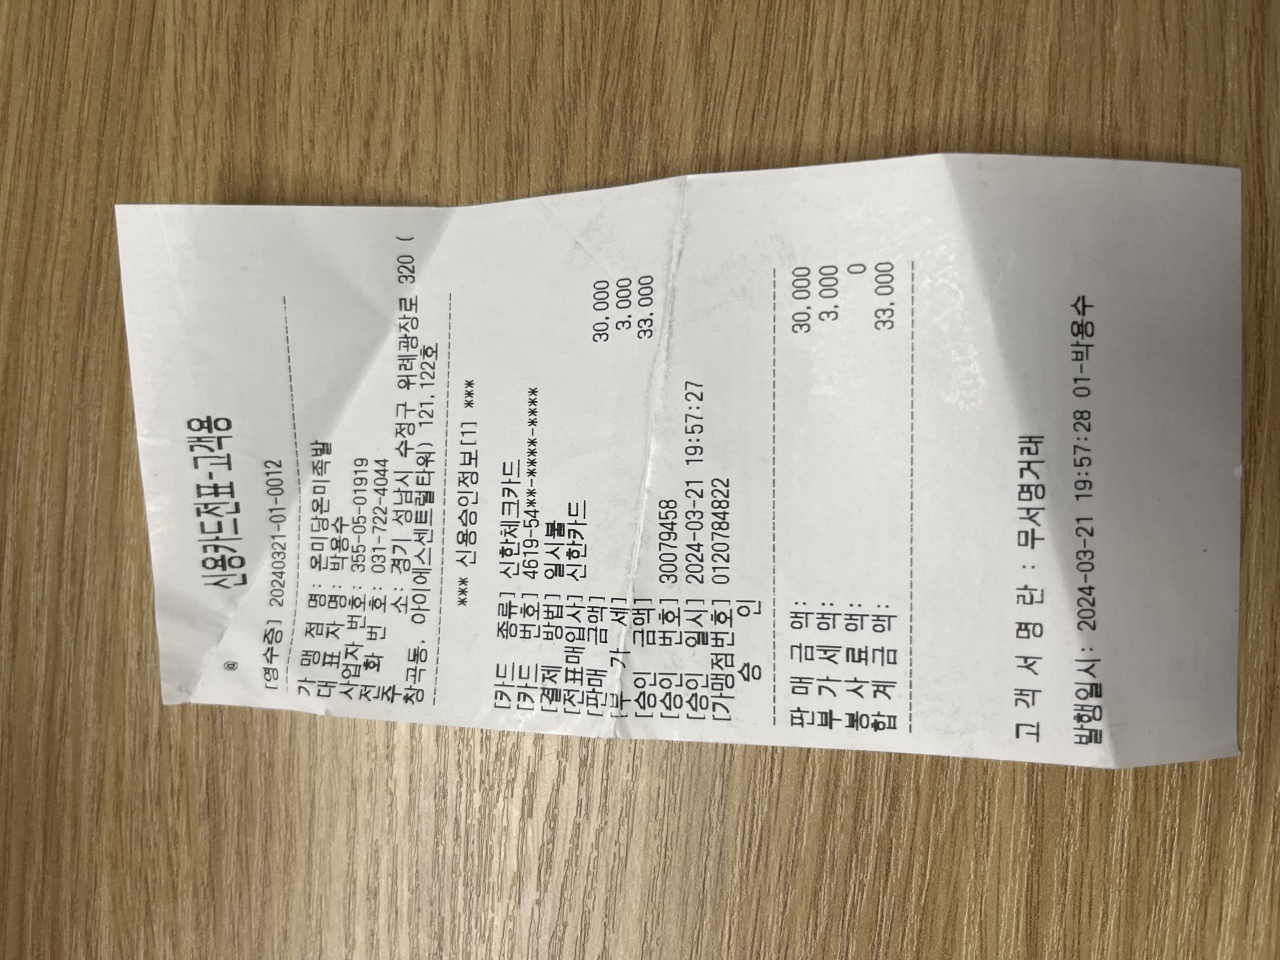 신용카드전표-고객용
@
[영수증] 20240321-01-0012
가 맹 점 명: 온미당온미족발
대 표 자 명: 박용수
사업자 번호: 355-05-01919
전 화 번 호: 031-722-4044
주 소: 경기 성남시 수정구 위례광장로 320 (
창곡동, 아이에스센트럴타워) 121,122호
*** 신용승인정보[1] ***
[카드 종류] 신한체크카드
[카드 번호] 4619-54**-****-****
[결제 방법] 일시불
[전표매입사] 신한카드
[판매 금액] 30,000
[부 가 세] 3,000
[승인 금액] 33,000
[승인 번호] 30079458
[승인 일시] 2024-03-21 19:57:27
[가맹점번호] 0120784822
승 인
판 매 금 액: 30,000
부 가 세 액: 3,000
봉 사 료 액: 0
합 계 금 액: 33,000
고 객 서 명 란 : 무서명거래
발행일시: 2024-03-21 19:57:28 01-박용수